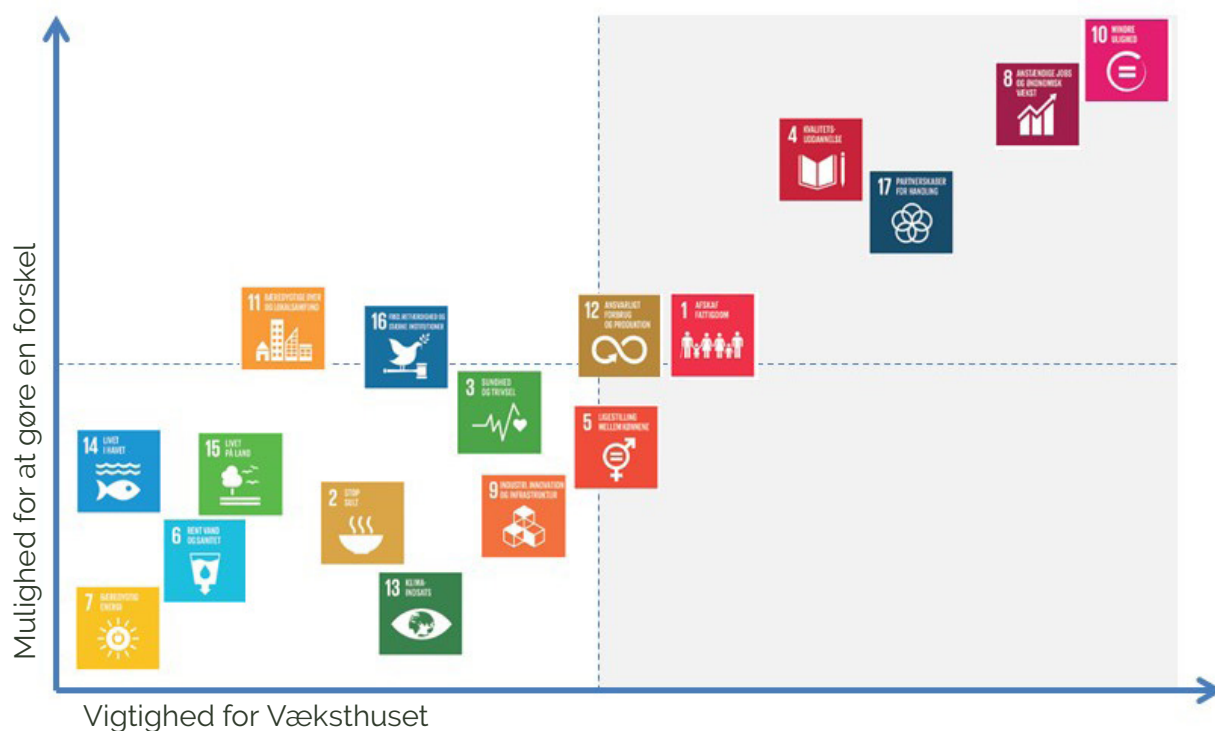 Mulighed for at gøre en forskel
10 MINDRE
ULIGHED
8 ANSTÆNDIGE JOBS
OG ØKONOMISK
VÆKST
4 KVALITETS-
UDDANNELSE
17 PARTNERSKABER
FOR HANDLING
11 BÆREDYGTIGE BYER
OG LOKALSAMFUND
16 FRED, RETFÆRDIGHED OG
STÆRKE INSTITUTIONER
12 ANSVARLIGT
FORBRUG
OG PRODUKTION
1 AFSKAF
FATTIGDOM
3 SUNDHED
OG TRIVSEL
5 LIGESTILLING
MELLEM KØNNENE
14 LIVET
I HAVET
15 LIVET
PÅ LAND
2 STOP
SULT
9 INDUSTRI, INNOVATION
OG INFRASTRUKTUR
6 RENT VAND
OG SANITET
13 KLIMA-
INDSATS
7 BÆREDYGTIG
ENERGI
Vigtighed for Væksthuset